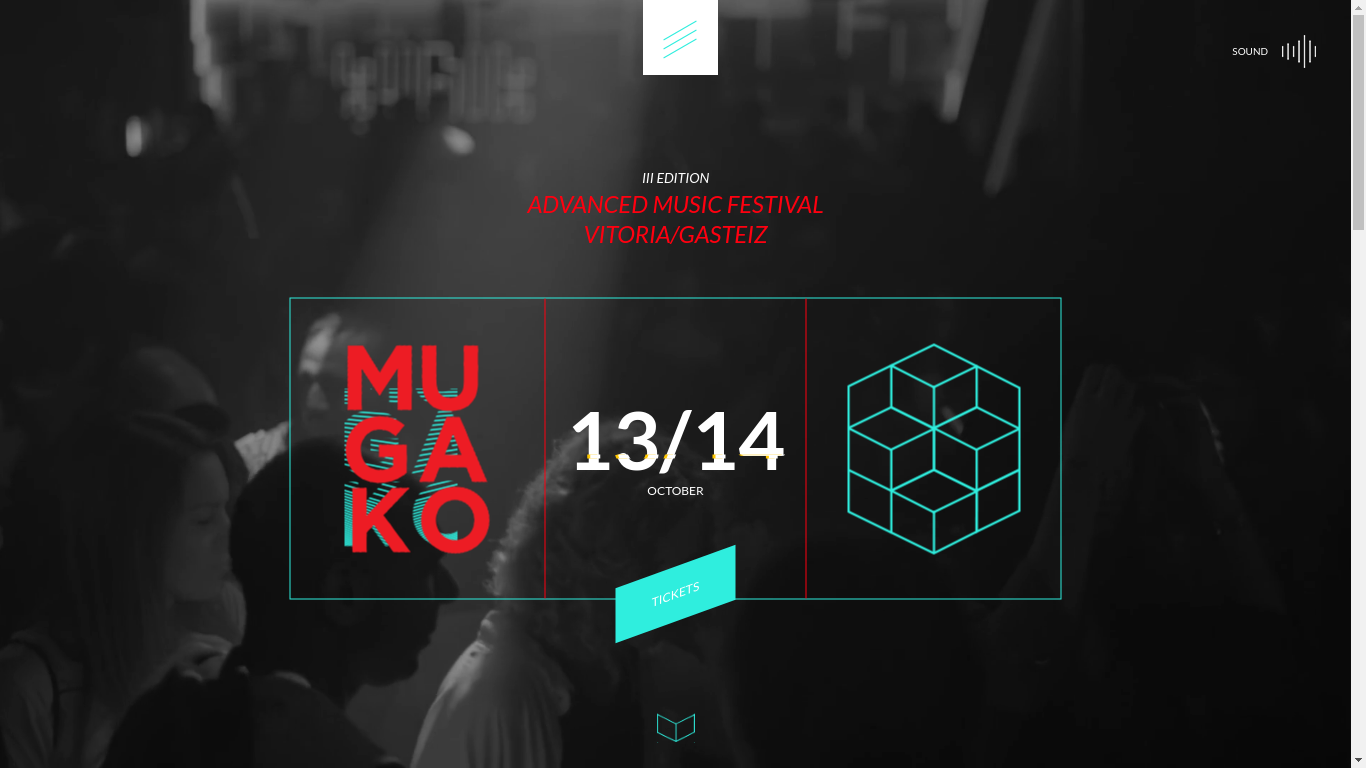 SOUND
III EDITION
ADVANCED MUSIC FESTIVAL
VITORIA/GASTEIZ
MU
GA
KO
13/14
OCTOBER
TICKETS